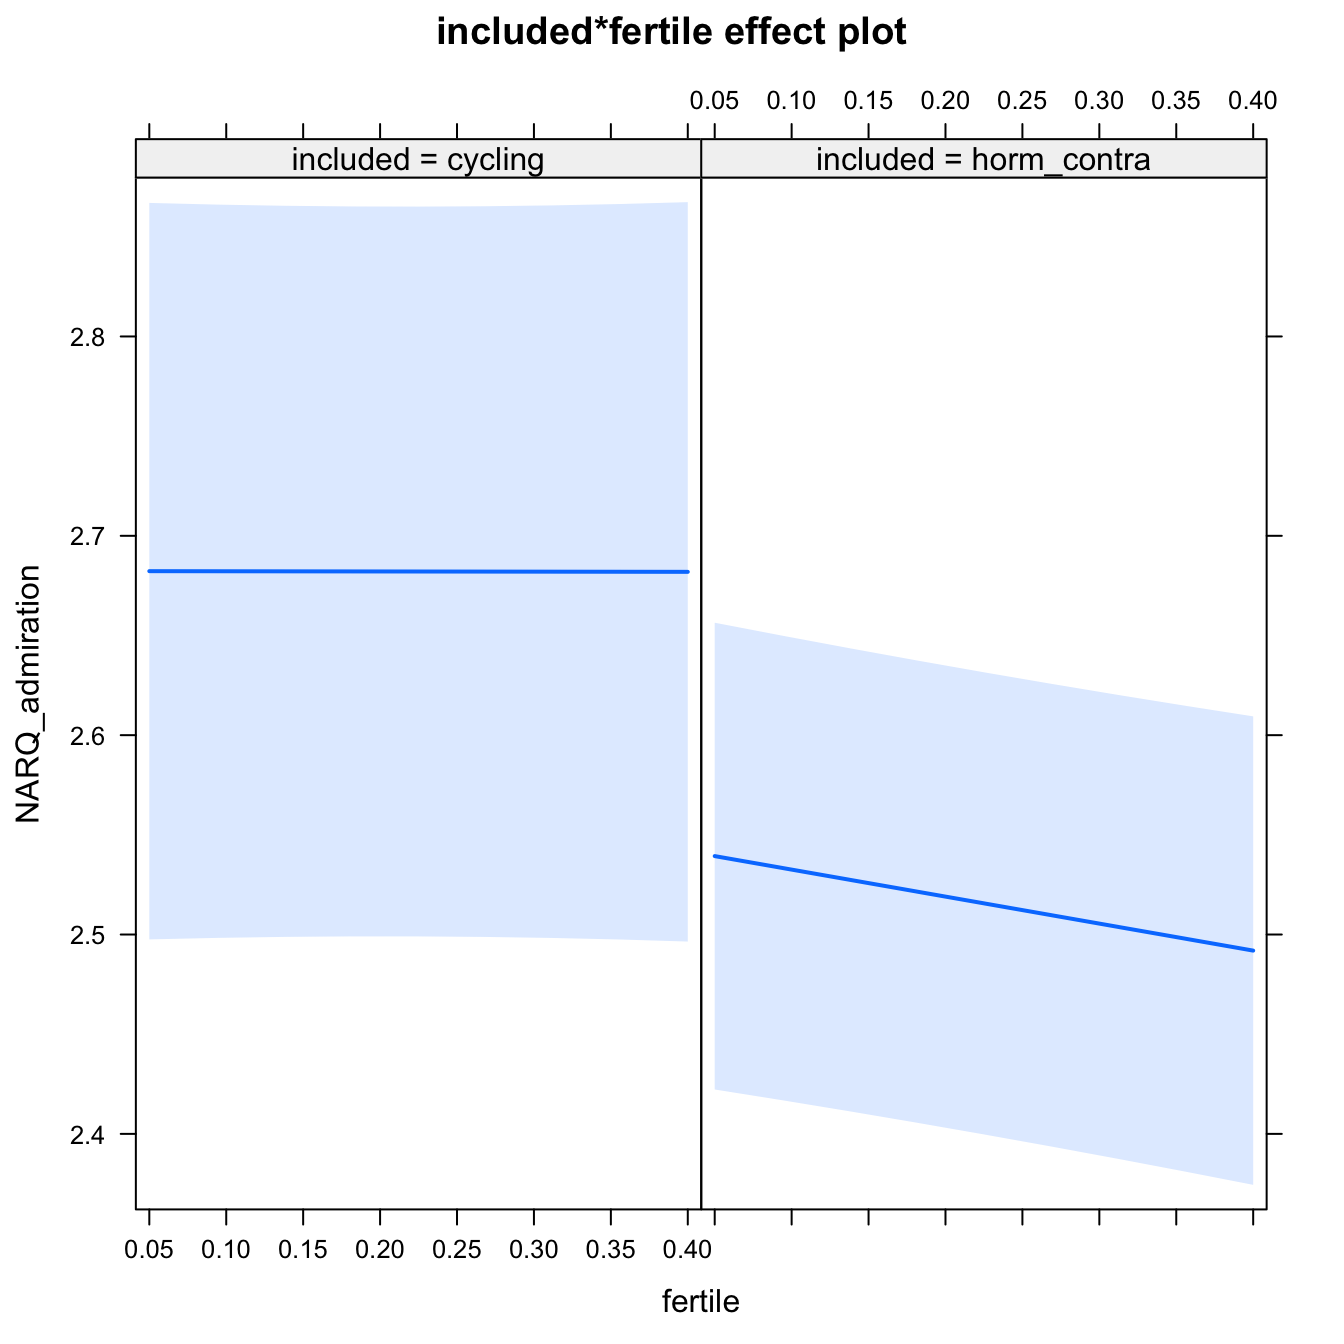 included*fertile effect plot
0.05 0.10 0.15 0.20 0.25 0.30 0.35 0.40
included = cycling included = horm_contra
2.8
2.7
2.6
2.5
2.4
NARQ_admiration
0.05 0.10 0.15 0.20 0.25 0.30 0.35 0.40
fertile